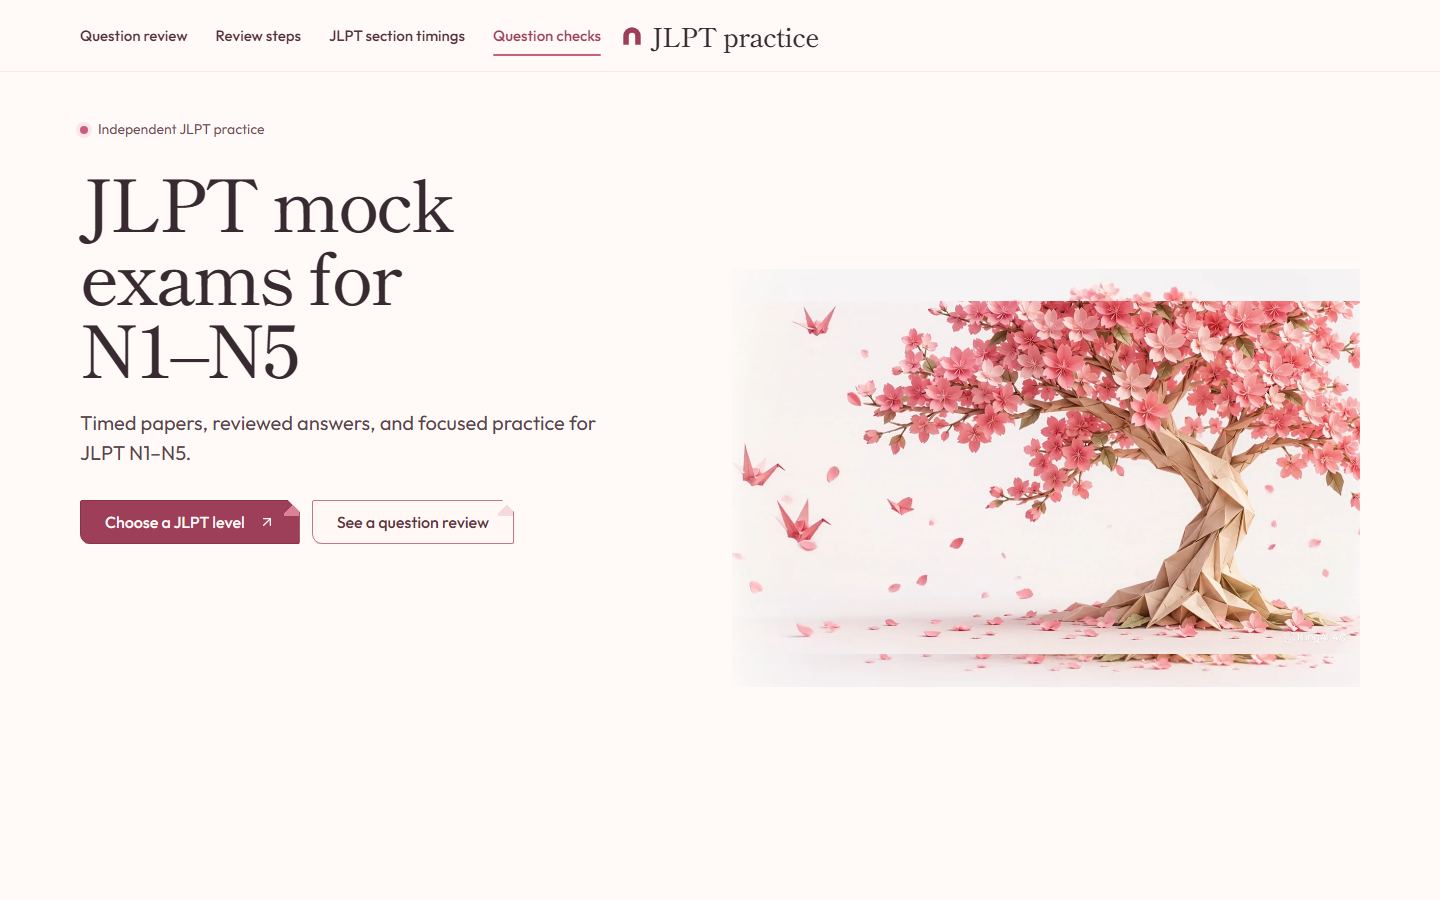 Question review
Review steps
JLPT section timings
Question checks
JLPT practice
Independent JLPT practice
JLPT mock
exams for
N1–N5
Timed papers, reviewed answers, and focused practice for
JLPT N1–N5.
Choose a JLPT level
See a question review